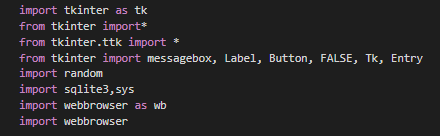 import tkinter as tk
from tkinter import*
from tkinter.ttk import *
from tkinter import messagebox, Label, Button, FALSE, Tk, Entry
import random
import sqlite3,sys
import webbrowser as wb
import webbrowser